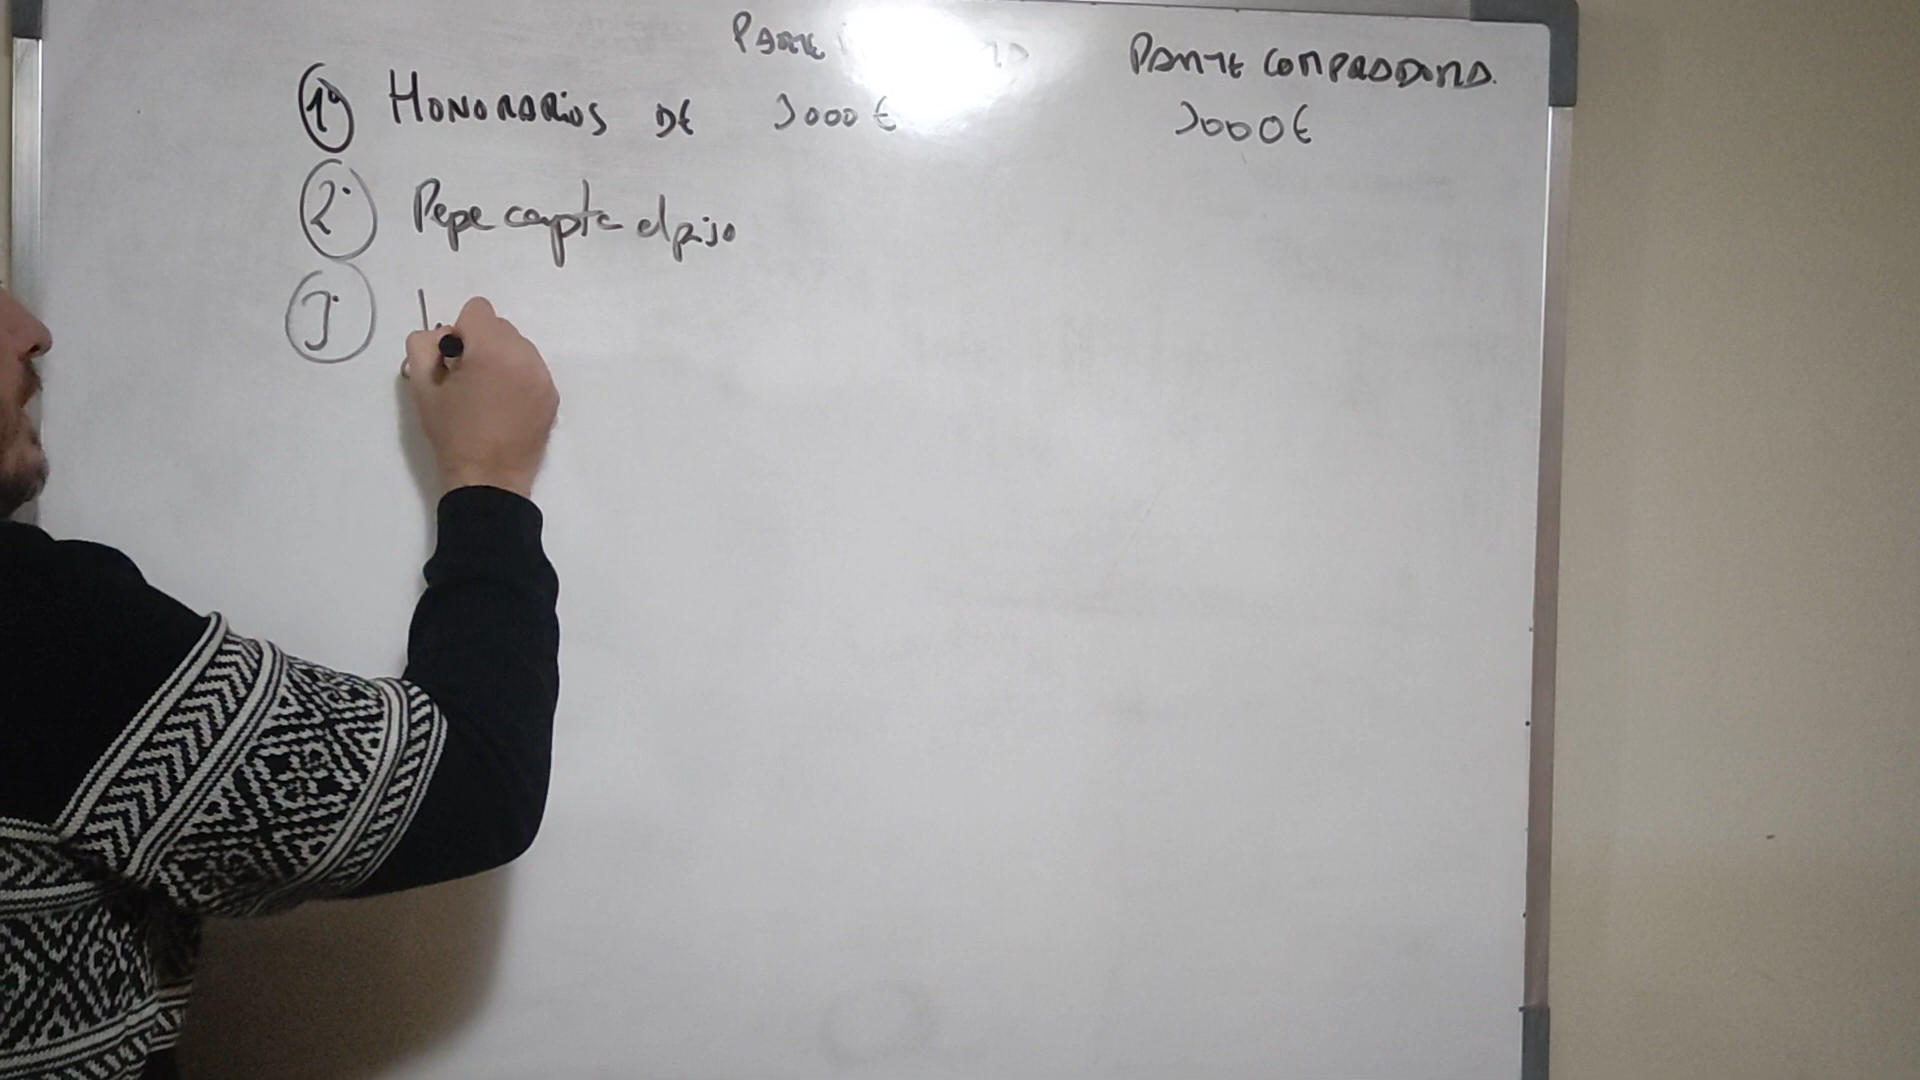 PARTE
PARTE COMPRADORA.
1º HONORARIOS DE 3000€ 3000€
2º Pepe capta el piso
3º